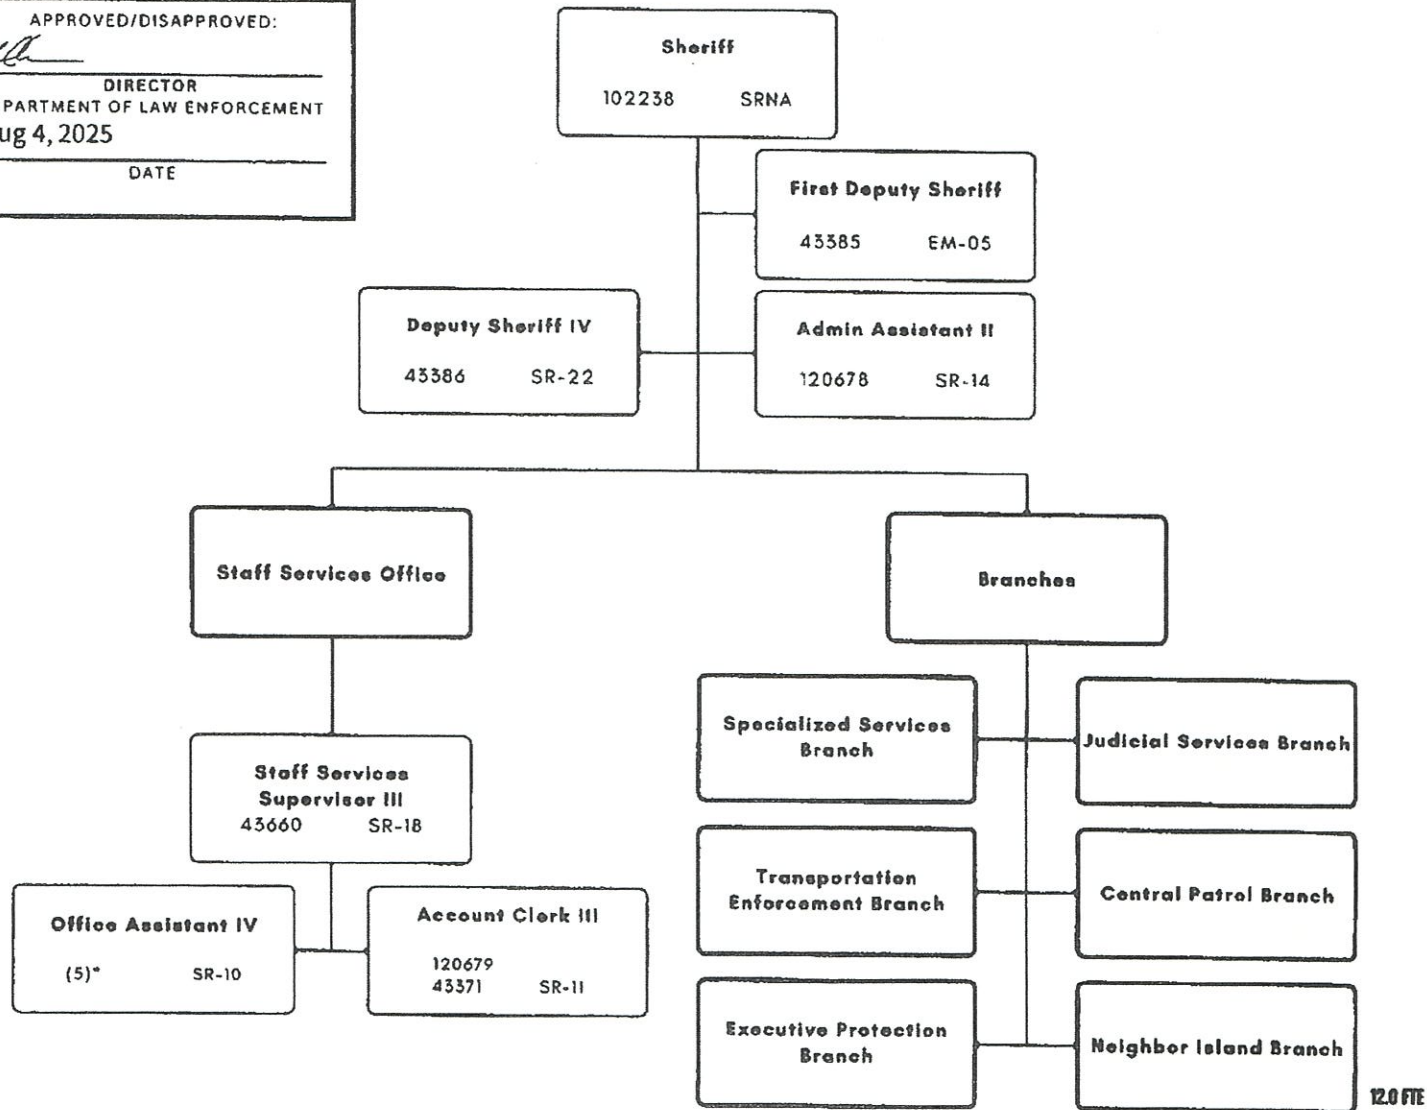 APPROVED/DISAPPROVED:
DIRECTOR
PARTMENT OF LAW ENFORCEMENT
ug 4, 2025
DATE
Sheriff
102238 SRNA
First Deputy Sheriff
43385 EM-05
Deputy Sheriff IV
43386 SR-22
Admin Assistant II
120678 SR-14
Staff Services Office
Branches
Staff Services
Supervisor III
43660 SR-18
Office Assistant IV
(5)* SR-10
Account Clerk III
120679
43371 SR-11
Specialized Services
Branch
Judicial Services Branch
Transportation
Enforcement Branch
Central Patrol Branch
Executive Protection
Branch
Neighbor Island Branch
12.0 FTE